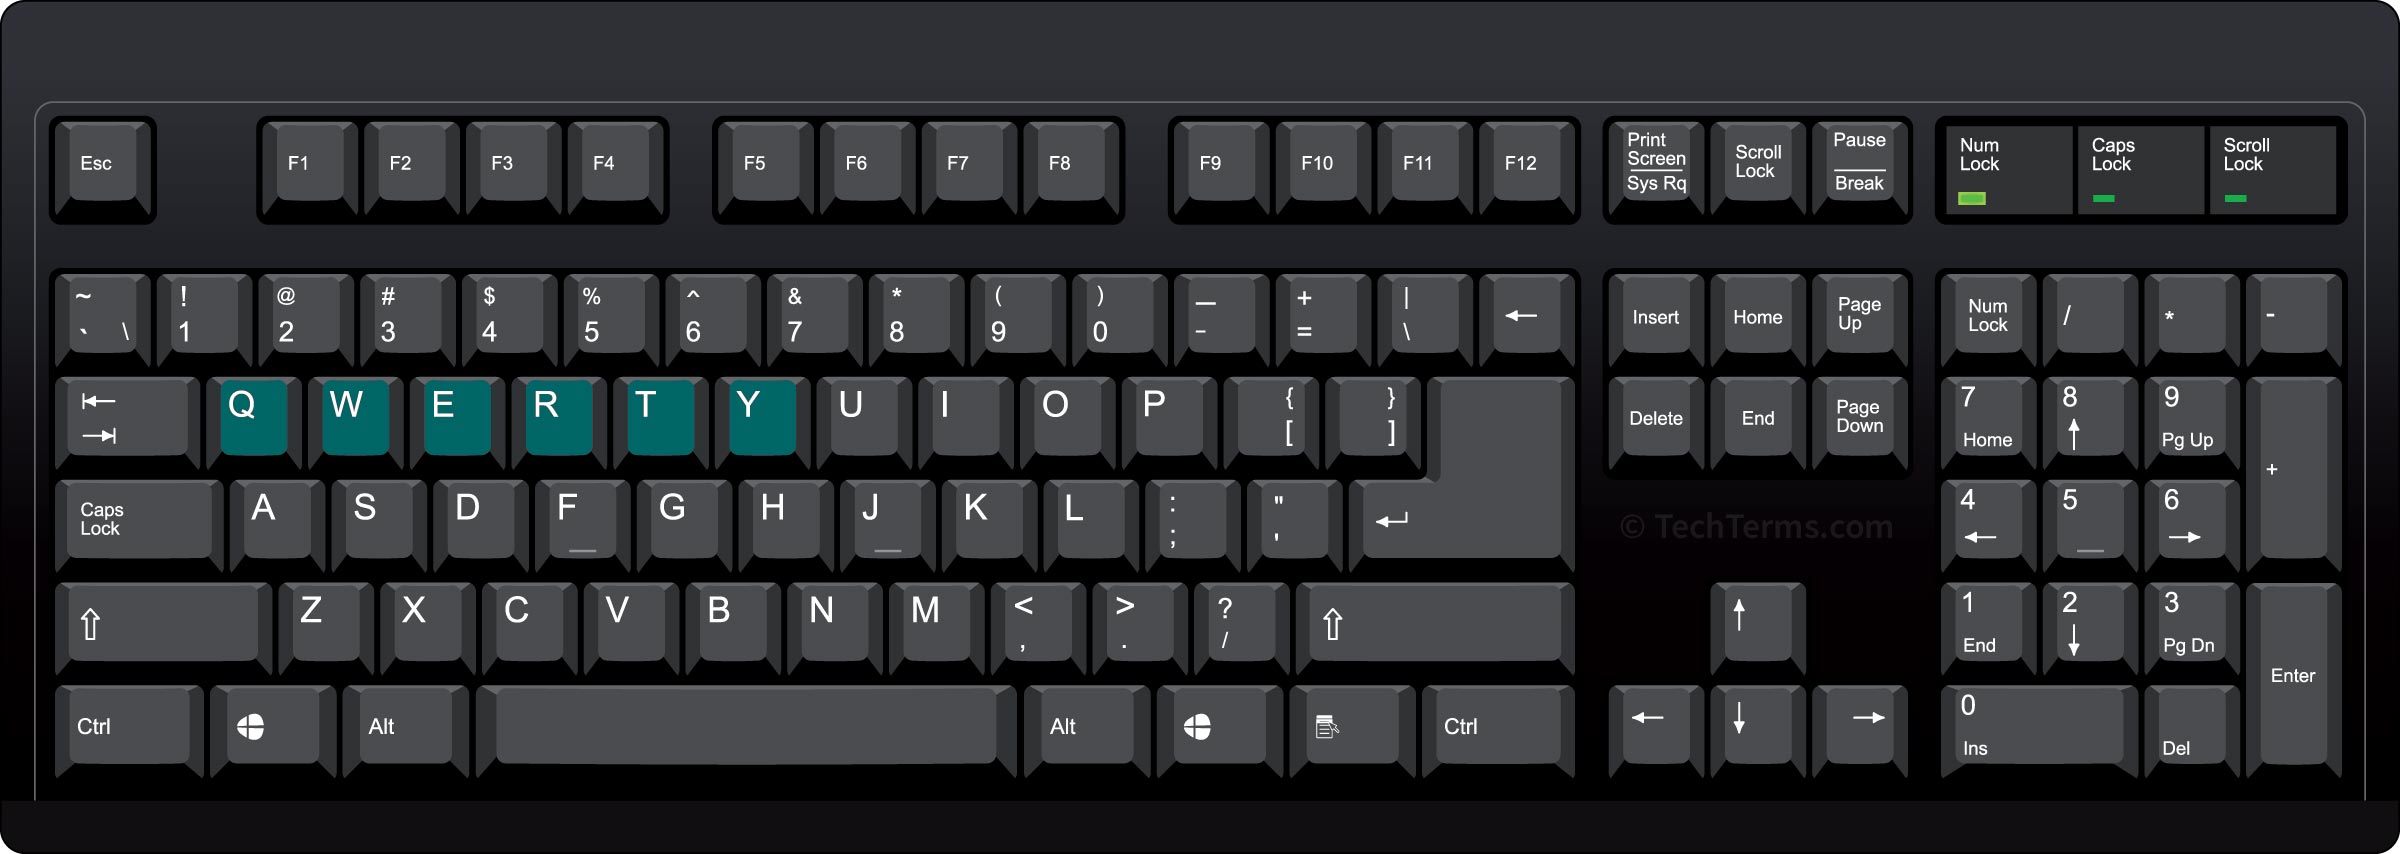 Esc F1 F2 F3 F4 F5 F6 F7 F8 F9 F10 F11 F12
Print
Screen
Sys Rq
Scroll
Lock
Pause
Break
Num
Lock
Caps
Lock
Scroll
Lock
~ ! @ # $ % ^ & * ( ) _ + |
` \ 1 2 3 4 5 6 7 8 9 0 - = \ ←
Insert Home
Page
Up
Num
Lock
/ * -
Q W E R T Y U I O P
{ }
[ ]
Delete End
Page
Down
7 8 9
Home ↑ Pg Up
+
Caps
Lock
A S D F G H J K L
: "
; '
© TechTerms.com
4 5 6
← →
⇧ Z X C V B N M
< > ?
, . /
⇧
↑
1 2 3
End ↓ Pg Dn
Enter
Ctrl Alt Alt Ctrl
← ↓ →
0
Ins Del